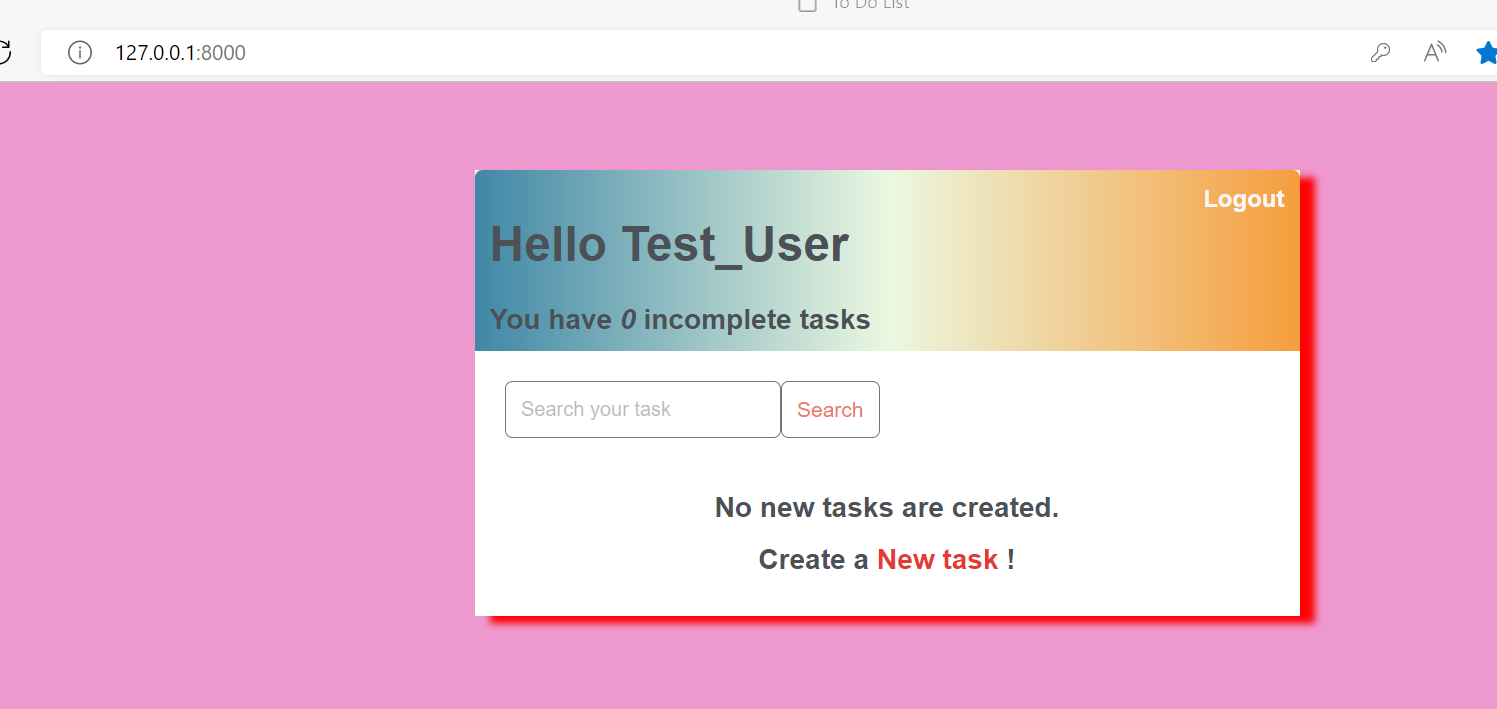 To Do List
127.0.0.1:8000
Logout
Hello Test_User
You have 0 incomplete tasks
Search your task
Search
No new tasks are created.
Create a New task !